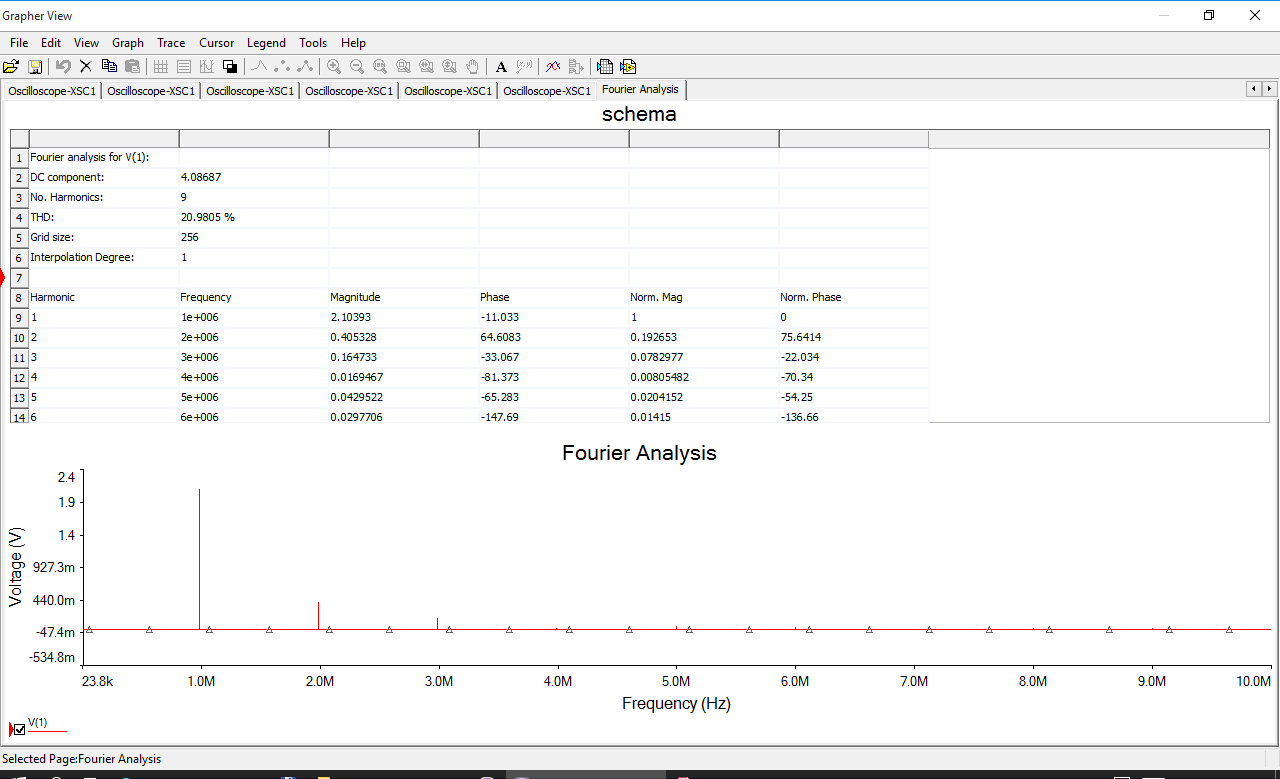 Grapher View
File Edit View Graph Trace Cursor Legend Tools Help
A
Oscilloscope-XSC1 Oscilloscope-XSC1 Oscilloscope-XSC1 Oscilloscope-XSC1 Oscilloscope-XSC1 Oscilloscope-XSC1 Fourier Analysis
schema
1 Fourier analysis for V(1):
2 DC component: 4.08687
3 No. Harmonics: 9
4 THD: 20.9805 %
5 Grid size: 256
6 Interpolation Degree: 1
7
8 Harmonic Frequency Magnitude Phase Norm. Mag Norm. Phase
9 1 1e+006 2.10393 -11.033 1 0
10 2 2e+006 0.405328 64.6083 0.192653 75.6414
11 3 3e+006 0.164733 -33.067 0.0782977 -22.034
12 4 4e+006 0.0169467 -81.373 0.00805482 -70.34
13 5 5e+006 0.0429522 -65.283 0.0204152 -54.25
14 6 6e+006 0.0297706 -147.69 0.01415 -136.66
Fourier Analysis
Voltage (V)
2.4
1.9
1.4
927.3m
440.0m
-47.4m
-534.8m
23.8k 1.0M 2.0M 3.0M 4.0M 5.0M 6.0M 7.0M 8.0M 9.0M 10.0M
Frequency (Hz)
V(1)
Selected Page:Fourier Analysis